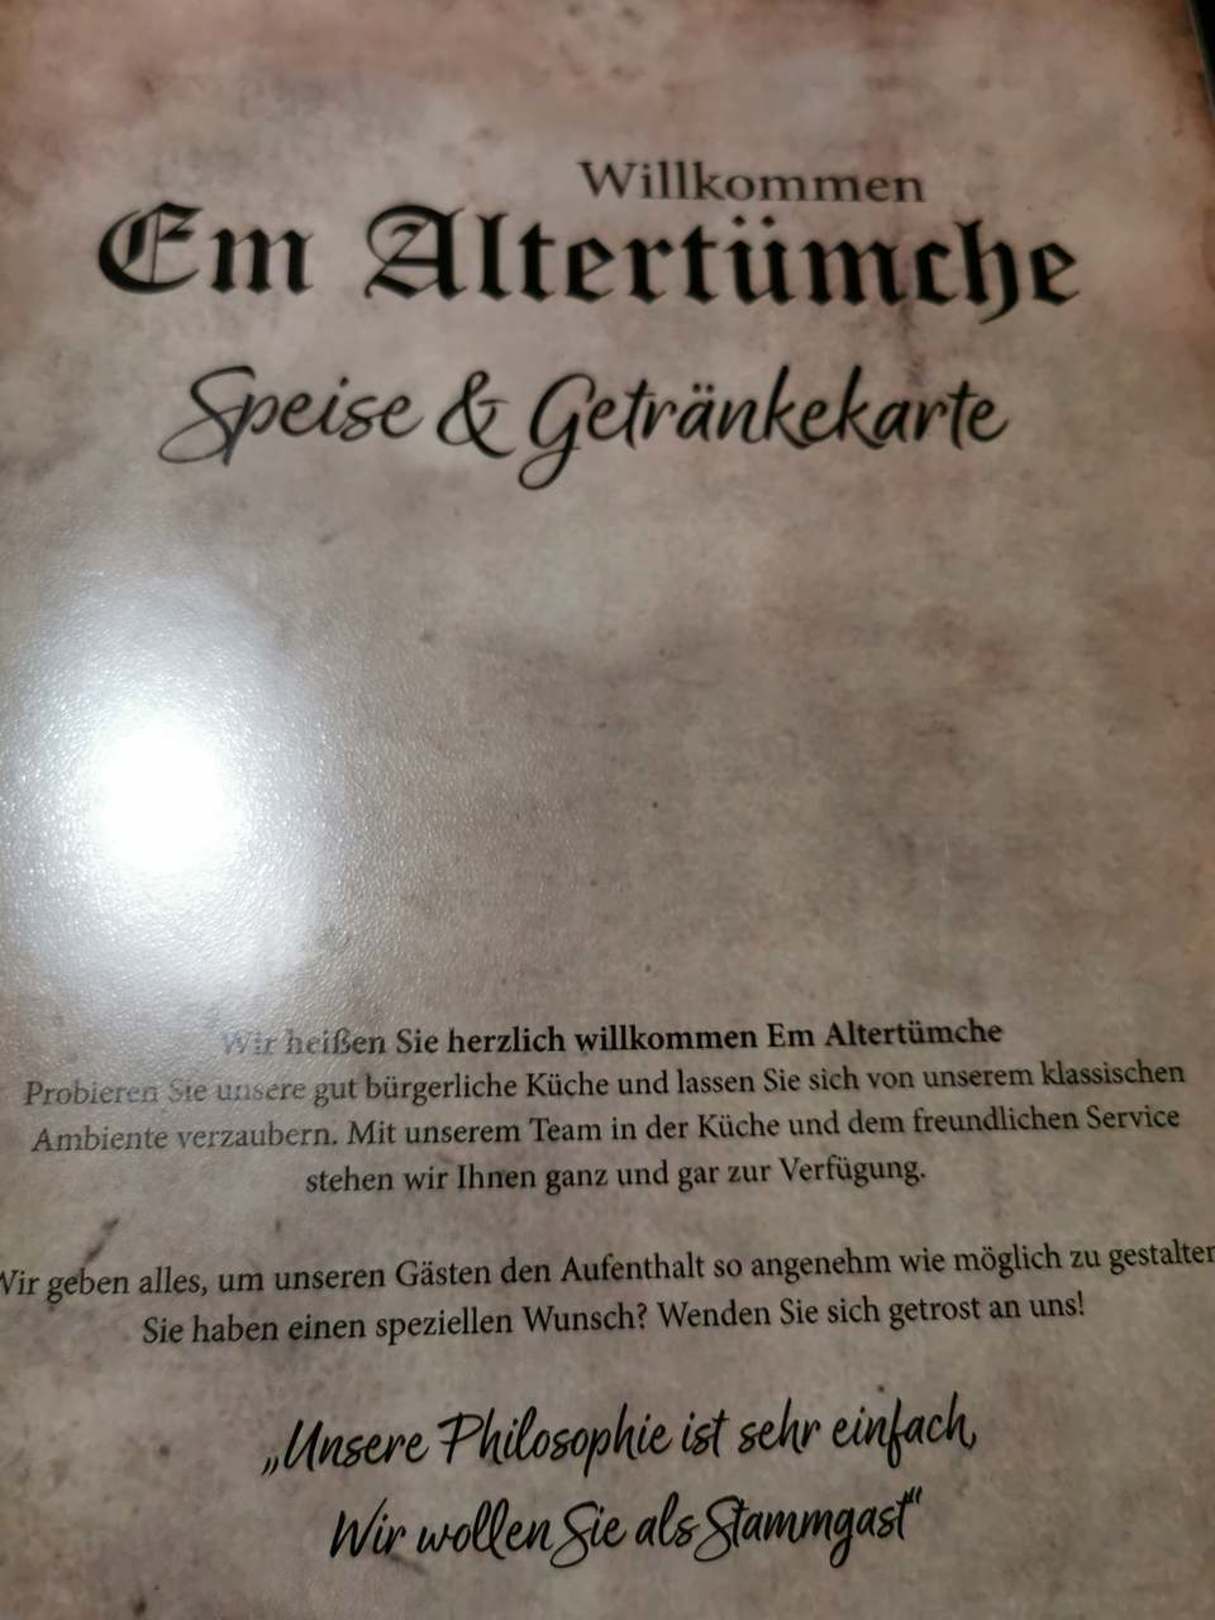 Willkommen
Em Altertümche
Speise & Getränkekarte
Wir heißen Sie herzlich willkommen Em Altertümche
Probieren Sie unsere gut bürgerliche Küche und lassen Sie sich von unserem klassischen
Ambiente verzaubern. Mit unserem Team in der Küche und dem freundlichen Service
stehen wir Ihnen ganz und gar zur Verfügung.
Wir geben alles, um unseren Gästen den Aufenthalt so angenehm wie möglich zu gestalten
Sie haben einen speziellen Wunsch? Wenden Sie sich getrost an uns!
„Unsere Philosophie ist sehr einfach,
Wir wollen Sie als Stammgast“